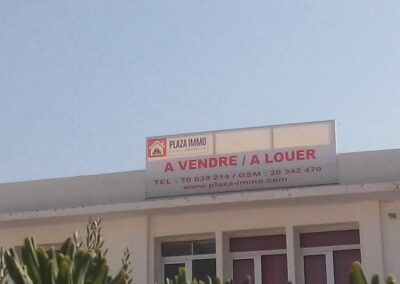 PLAZA IMMO
A VENDRE / A LOUER
TEL : 70 039 214 / GSM : 20 342 470
www.plaza-immo.com